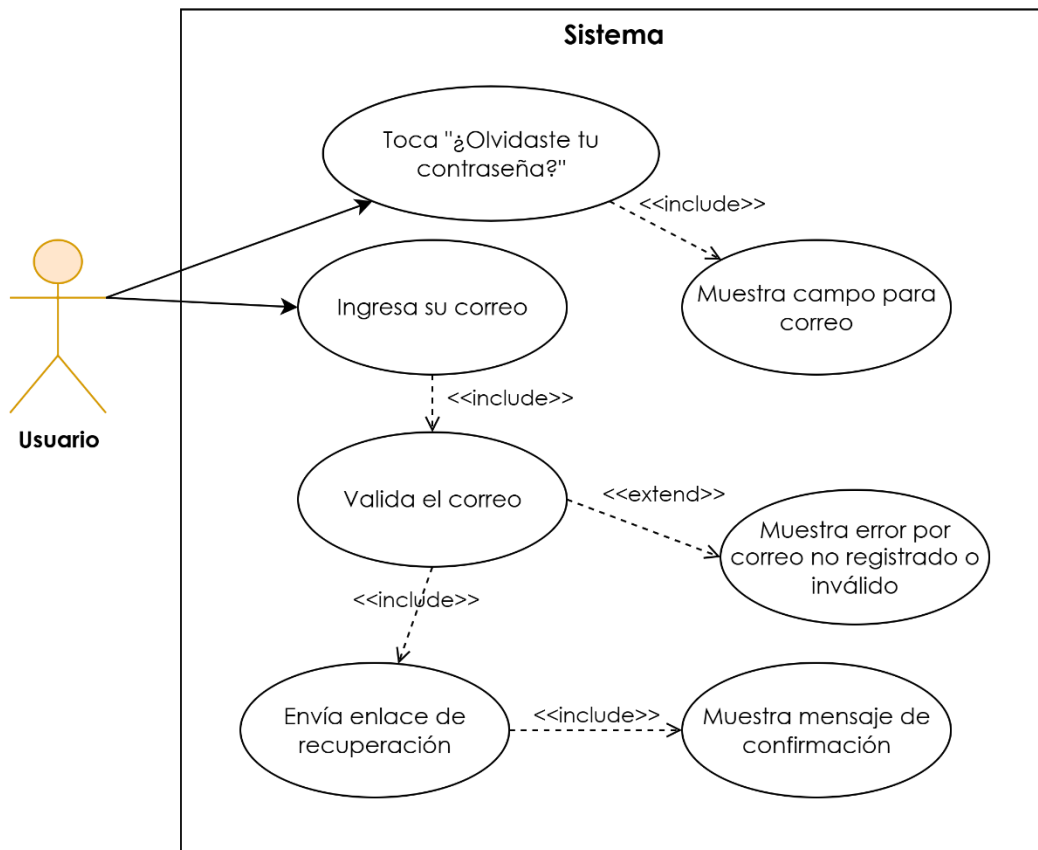 Sistema
Toca "¿Olvidaste tu
contraseña?"
<<include>>
Ingresa su correo
Muestra campo para
correo
<<include>>
Usuario
Valida el correo
<<extend>>
Muestra error por
correo no registrado o
inválido
<<include>>
Envía enlace de
recuperación
<<include>>
Muestra mensaje de
confirmación